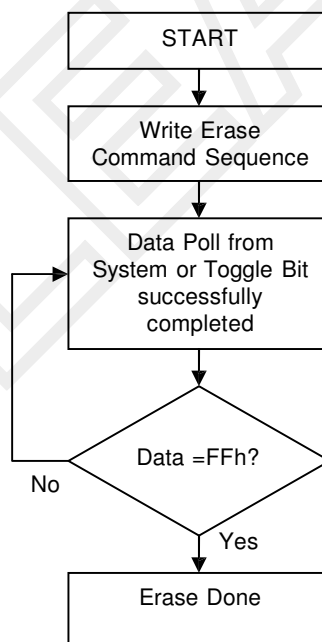 START
Write Erase
Command Sequence
Data Poll from
System or Toggle Bit
successfully
completed
Data =FFh?
No
Yes
Erase Done